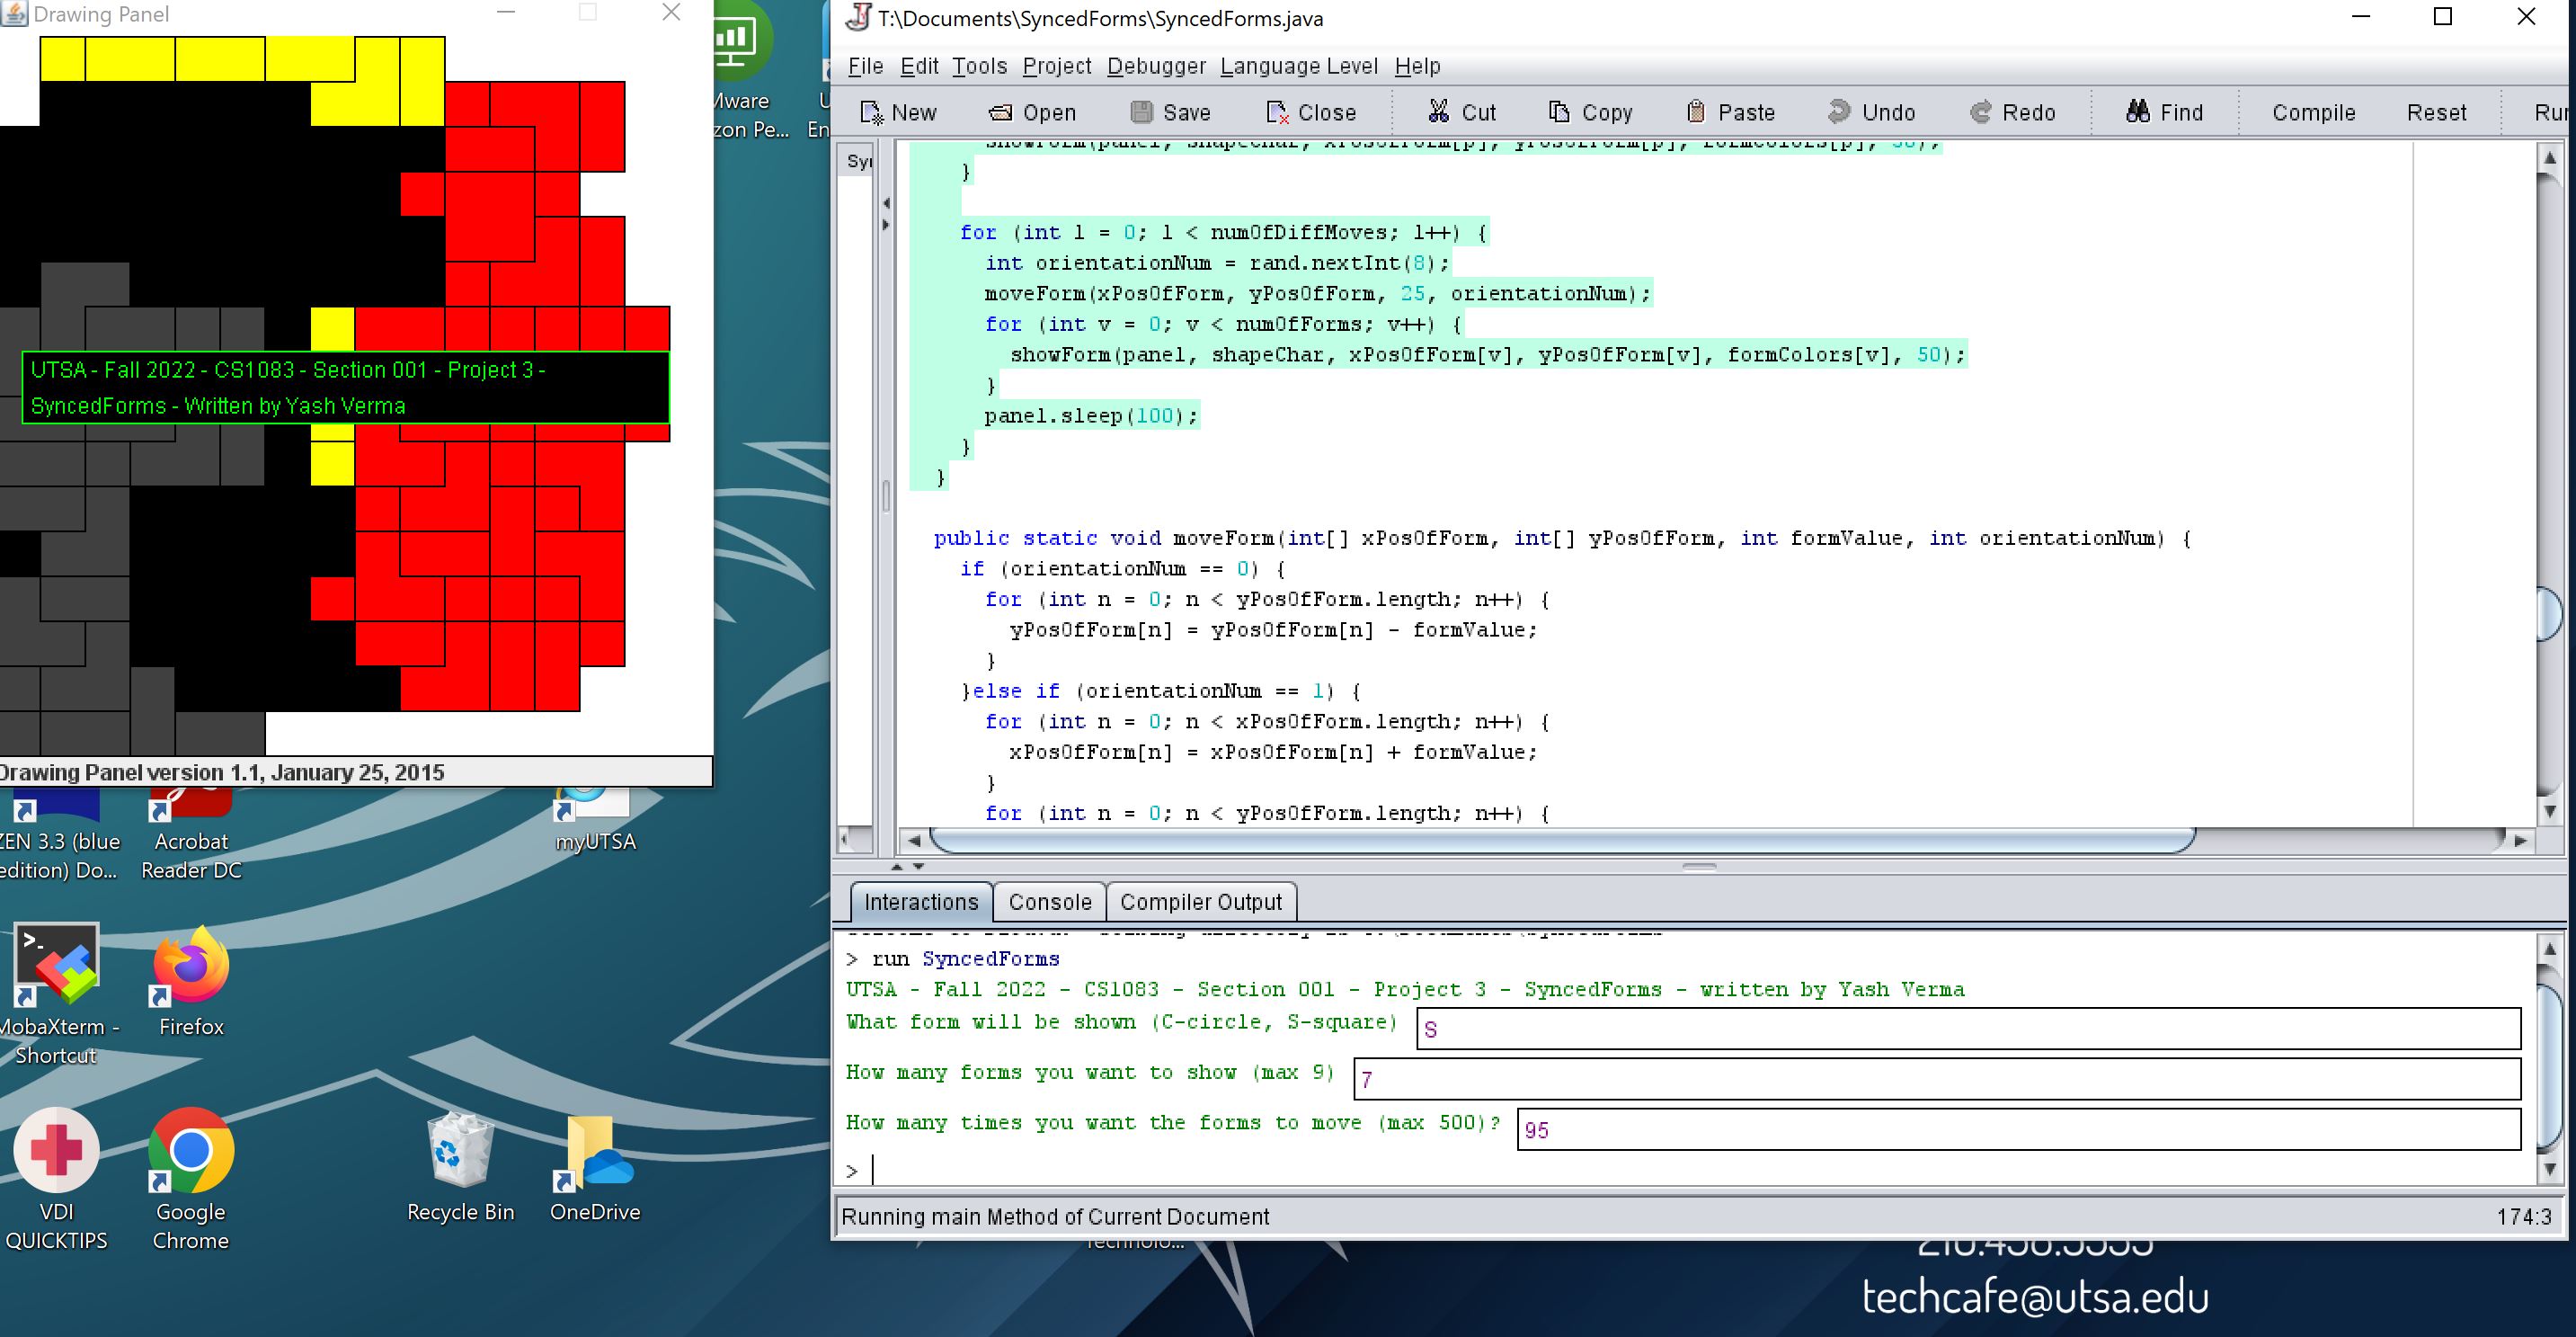 Drawing Panel
UTSA - Fall 2022 - CS1083 - Section 001 - Project 3 -
SyncedForms - Written by Yash Verma
Drawing Panel version 1.1, January 25, 2015
Mware
zon Pe...
U
En
ZEN 3.3 (blue
edition) Do...
Acrobat
Reader DC
myUTSA
MobaXterm -
Shortcut
Firefox
VDI
QUICKTIPS
Google
Chrome
Recycle Bin
OneDrive
T:\Documents\SyncedForms\SyncedForms.java
File Edit Tools Project Debugger Language Level Help
New Open Save Close Cut Copy Paste Undo Redo Find Compile Reset Run
Syn
showForm(panel, shapeChar, xPosOfForm[p], yPosOfForm[p], formColors[p], 50);
}
for (int l = 0; l < numOfDiffMoves; l++) {
int orientationNum = rand.nextInt(8);
moveForm(xPosOfForm, yPosOfForm, 25, orientationNum);
for (int v = 0; v < numOfForms; v++) {
showForm(panel, shapeChar, xPosOfForm[v], yPosOfForm[v], formColors[v], 50);
}
panel.sleep(100);
}
}
public static void moveForm(int[] xPosOfForm, int[] yPosOfForm, int formValue, int orientationNum) {
if (orientationNum == 0) {
for (int n = 0; n < yPosOfForm.length; n++) {
yPosOfForm[n] = yPosOfForm[n] - formValue;
}
}else if (orientationNum == 1) {
for (int n = 0; n < xPosOfForm.length; n++) {
xPosOfForm[n] = xPosOfForm[n] + formValue;
}
for (int n = 0; n < yPosOfForm.length; n++) {
Interactions Console Compiler Output
> run SyncedForms
UTSA - Fall 2022 - CS1083 - Section 001 - Project 3 - SyncedForms - written by Yash Verma
What form will be shown (C-circle, S-square) S
How many forms you want to show (max 9) 7
How many times you want the forms to move (max 500)? 95
>
Running main Method of Current Document 174:3
Technolo...
210.458.5555
techcafe@utsa.edu